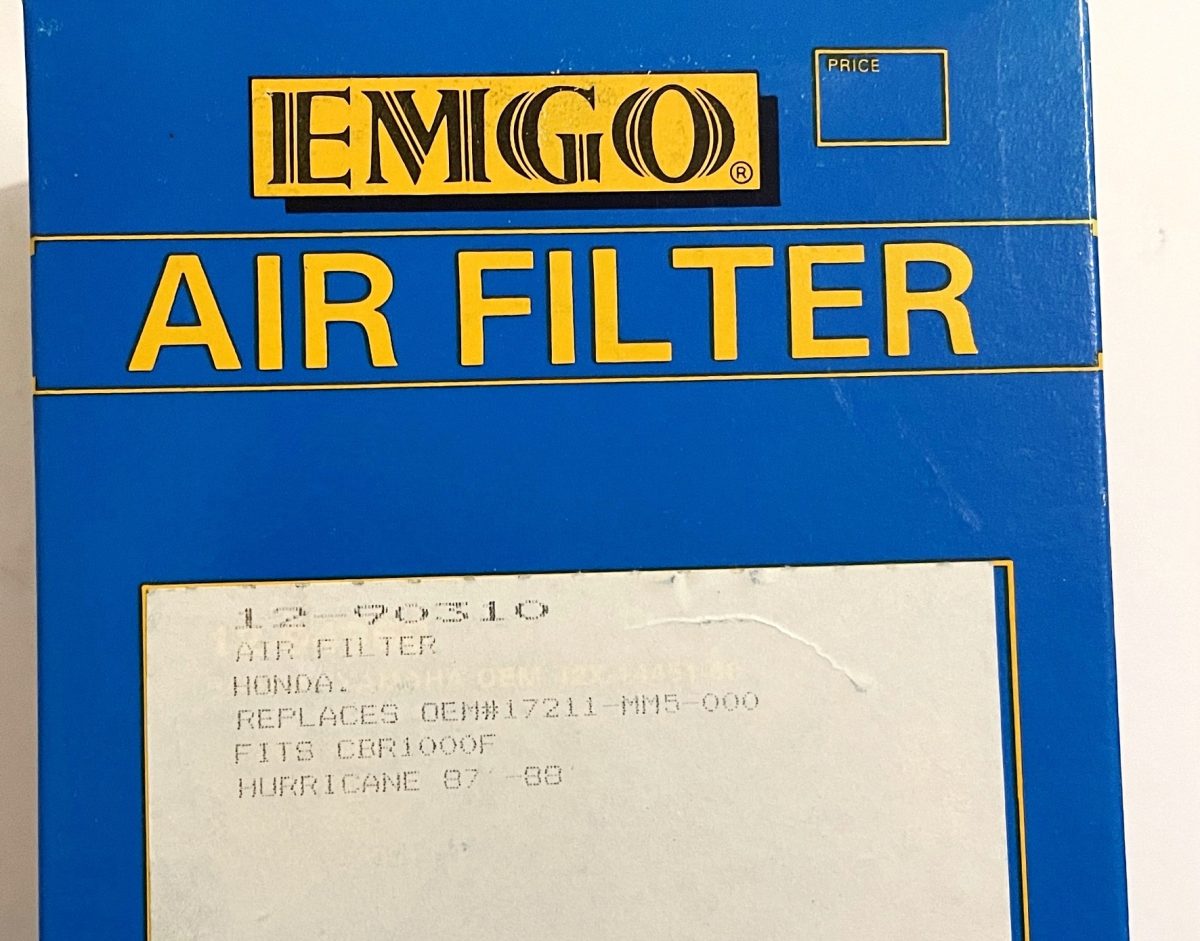 PRICE
EMGO®
AIR FILTER
12-90310
AIR FILTER
HONDA.
REPLACES OEM#17211-MM5-000
FITS CBR1000F
HURRICANE 87'-88'